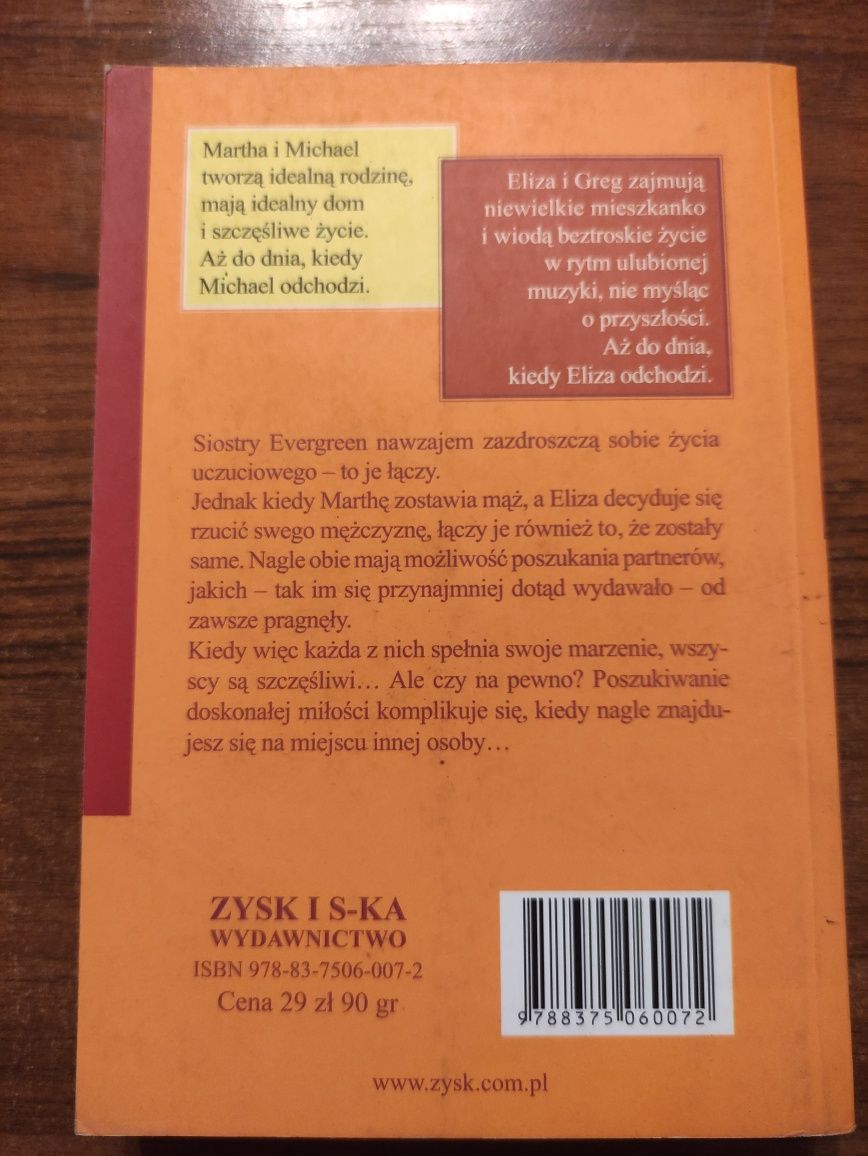 Martha i Michael
tworzą idealną rodzinę,
mają idealny dom
i szczęśliwe życie.
Aż do dnia, kiedy
Michael odchodzi.
Eliza i Greg zajmują
niewielkie mieszkanko
i wiodą beztroskie życie
w rytm ulubionej
muzyki, nie myśląc
o przyszłości.
Aż do dnia,
kiedy Eliza odchodzi.
Siostry Evergreen nawzajem zazdroszczą sobie życia
uczuciowego – to je łączy.
Jednak kiedy Marthę zostawia mąż, a Eliza decyduje się
rzucić swego mężczyznę, łączy je również to, że zostały
same. Nagle obie mają możliwość poszukania partnerów,
jakich – tak im się przynajmniej dotąd wydawało – od
zawsze pragnęły.
Kiedy więc każda z nich spełnia swoje marzenie, wszy-
scy są szczęśliwi… Ale czy na pewno? Poszukiwanie
doskonałej miłości komplikuje się, kiedy nagle znajdu-
jesz się na miejscu innej osoby…
ZYSK I S-KA
WYDAWNICTWO
ISBN 978-83-7506-007-2
Cena 29 zł 90 gr
9 788375 060072
www.zysk.com.pl